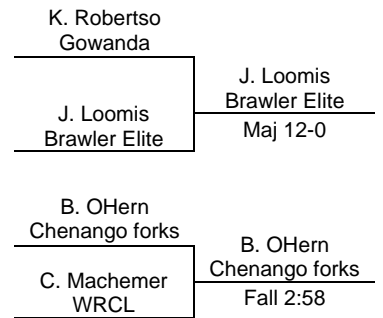 K. Robertso
Gowanda
J. Loomis
Brawler Elite
J. Loomis
Brawler Elite
Maj 12-0
B. OHern
Chenango forks
C. Machemer
WRCL
B. OHern
Chenango forks
Fall 2:58